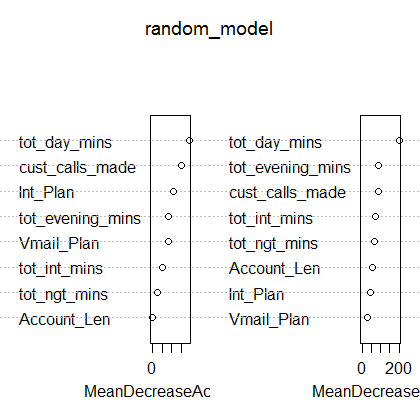 random_model
tot_day_mins
cust_calls_made
Int_Plan
tot_evening_mins
Vmail_Plan
tot_int_mins
tot_ngt_mins
Account_Len
0
MeanDecreaseAc
tot_day_mins
tot_evening_mins
cust_calls_made
tot_int_mins
tot_ngt_mins
Account_Len
Int_Plan
Vmail_Plan
0 200
MeanDecrease